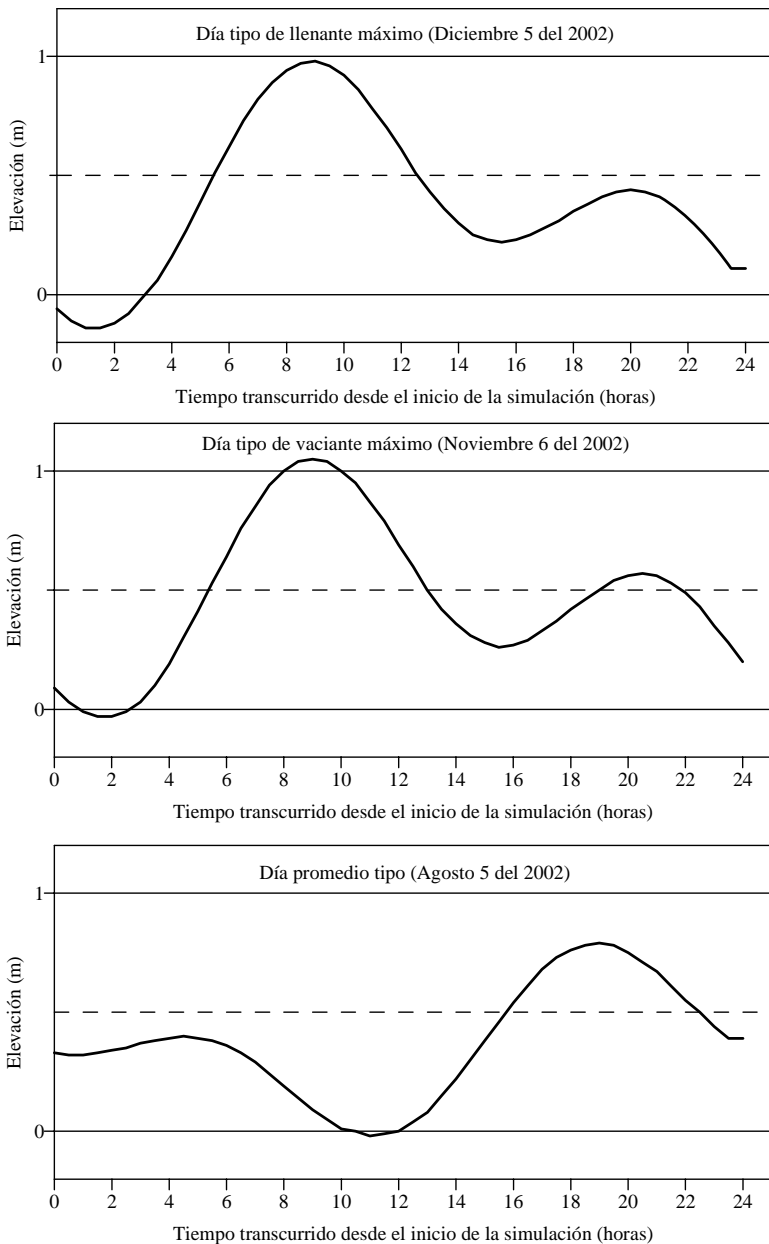 Día tipo de llenante máximo (Diciembre 5 del 2002)
1
Elevación (m)
0
0 2 4 6 8 10 12 14 16 18 20 22 24
Tiempo transcurrido desde el inicio de la simulación (horas)
Día tipo de vaciante máximo (Noviembre 6 del 2002)
1
Elevación (m)
0
0 2 4 6 8 10 12 14 16 18 20 22 24
Tiempo transcurrido desde el inicio de la simulación (horas)
Día promedio tipo (Agosto 5 del 2002)
1
Elevación (m)
0
0 2 4 6 8 10 12 14 16 18 20 22 24
Tiempo transcurrido desde el inicio de la simulación (horas)